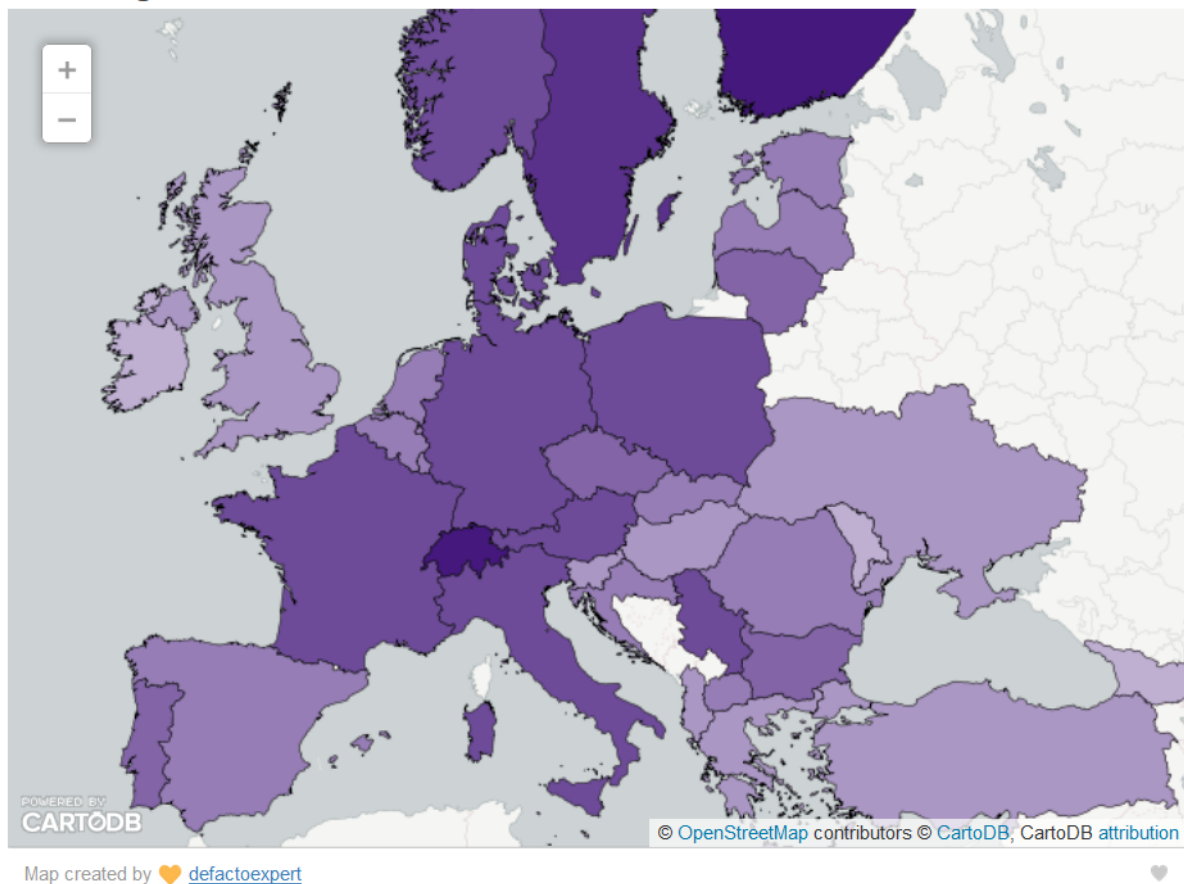 +
−
POWERED BY
CARTODB
© OpenStreetMap contributors © CartoDB, CartoDB attribution
Map created by 🧡 defactoexpert